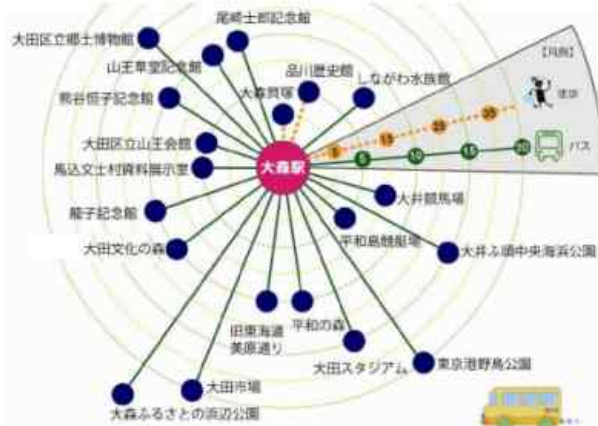 尾崎士郎記念館
大田区立郷土博物館
山王草堂記念館
品川歴史館
しながわ水族館
【凡例】
熊谷恒子記念館
大森貝塚
徒歩
5
15
25
35
大田区立山王会館
バス
5
10
15
20
馬込文士村資料展示室
大森駅
大井競馬場
龍子記念館
平和島競艇場
大田文化の森
大井ふ頭中央海浜公園
旧東海道
美原通り
平和の森
大田スタジアム
東京港野鳥公園
大田市場
大森ふるさとの浜辺公園